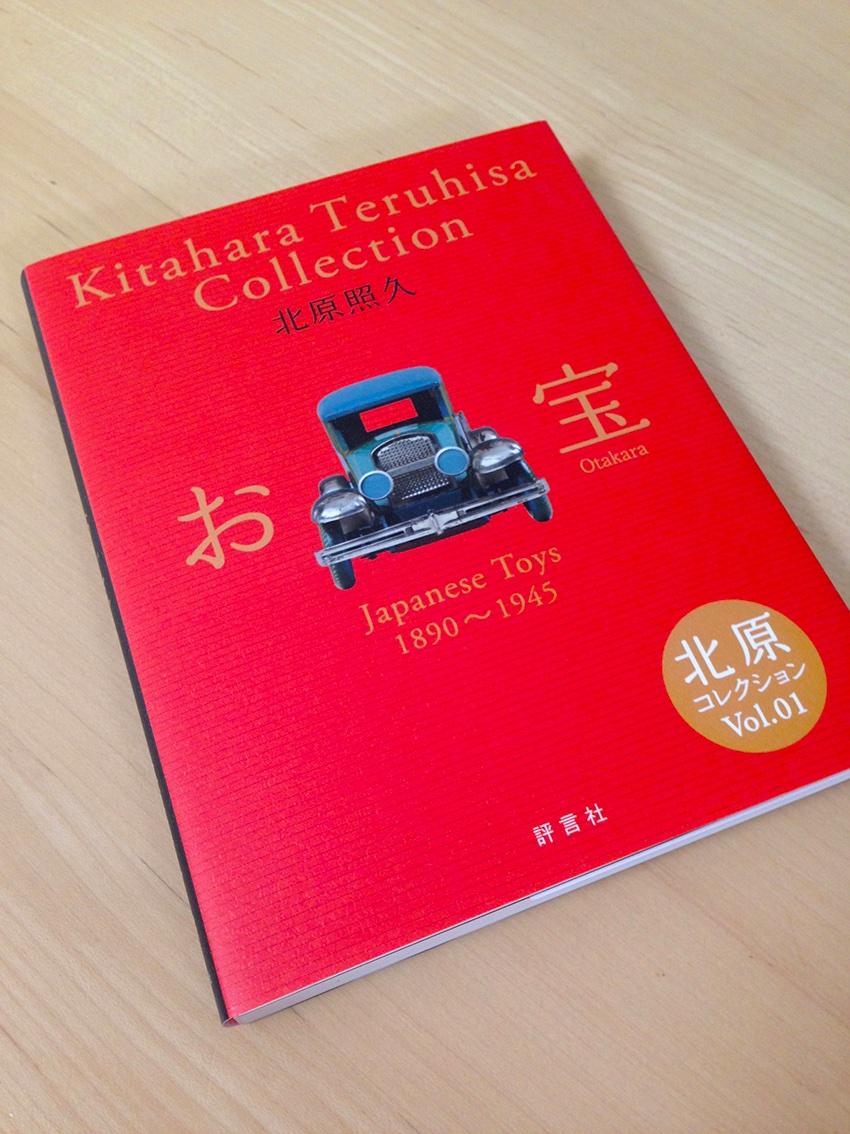 Kitahara Teruhisa
Collection
北原照久
お宝
Otakara
Japanese Toys
1890～1945
北原
コレクション
Vol.01
評言社